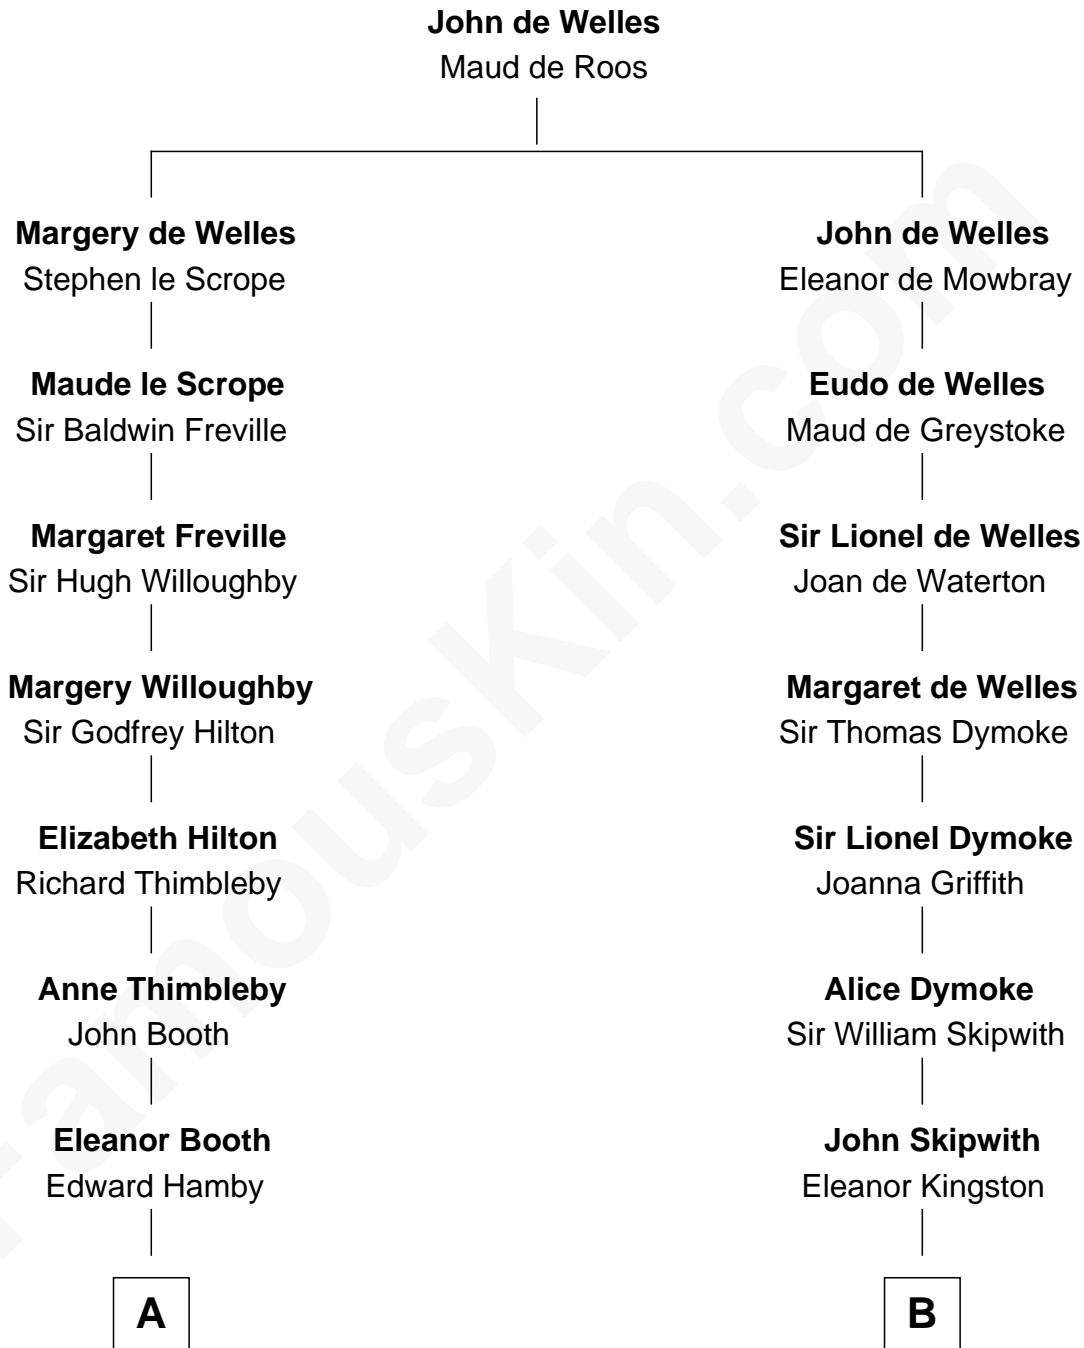 John de Welles
Maud de Roos
Margery de Welles
Stephen le Scrope
John de Welles
Eleanor de Mowbray
Maude le Scrope
Sir Baldwin Freville
Eudo de Welles
Maud de Greystoke
Margaret Freville
Sir Hugh Willoughby
Sir Lionel de Welles
Joan de Waterton
Margery Willoughby
Sir Godfrey Hilton
Margaret de Welles
Sir Thomas Dymoke
Elizabeth Hilton
Richard Thimbleby
Sir Lionel Dymoke
Joanna Griffith
Anne Thimbleby
John Booth
Alice Dymoke
Sir William Skipwith
Eleanor Booth
Edward Hamby
John Skipwith
Eleanor Kingston
A
B
FamousKin.com